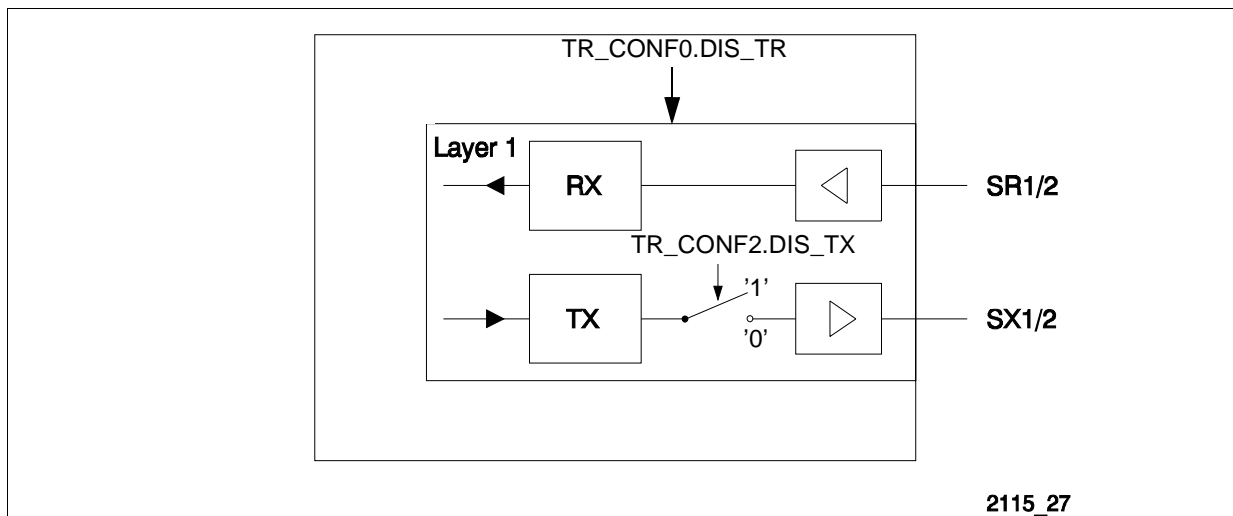 TR_CONF0.DIS_TR
Layer 1
RX
SR1/2
TR_CONF2.DIS_TX
’1’
TX
SX1/2
’0’
2115_27